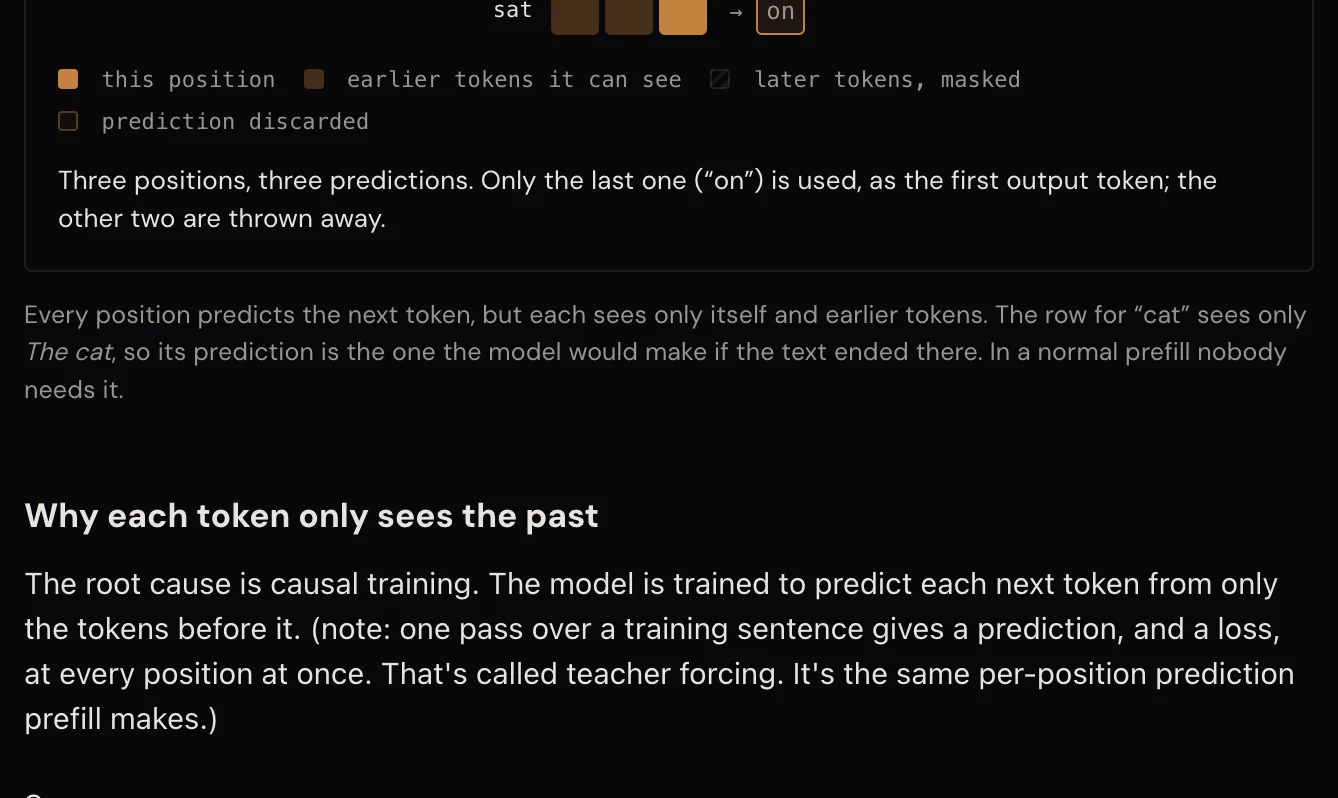 sat → on
this position earlier tokens it can see later tokens, masked
prediction discarded
Three positions, three predictions. Only the last one (“on”) is used, as the first output token; the
other two are thrown away.
Every position predicts the next token, but each sees only itself and earlier tokens. The row for “cat” sees only
The cat, so its prediction is the one the model would make if the text ended there. In a normal prefill nobody
needs it.
Why each token only sees the past
The root cause is causal training. The model is trained to predict each next token from only
the tokens before it. (note: one pass over a training sentence gives a prediction, and a loss,
at every position at once. That's called teacher forcing. It's the same per-position prediction
prefill makes.)